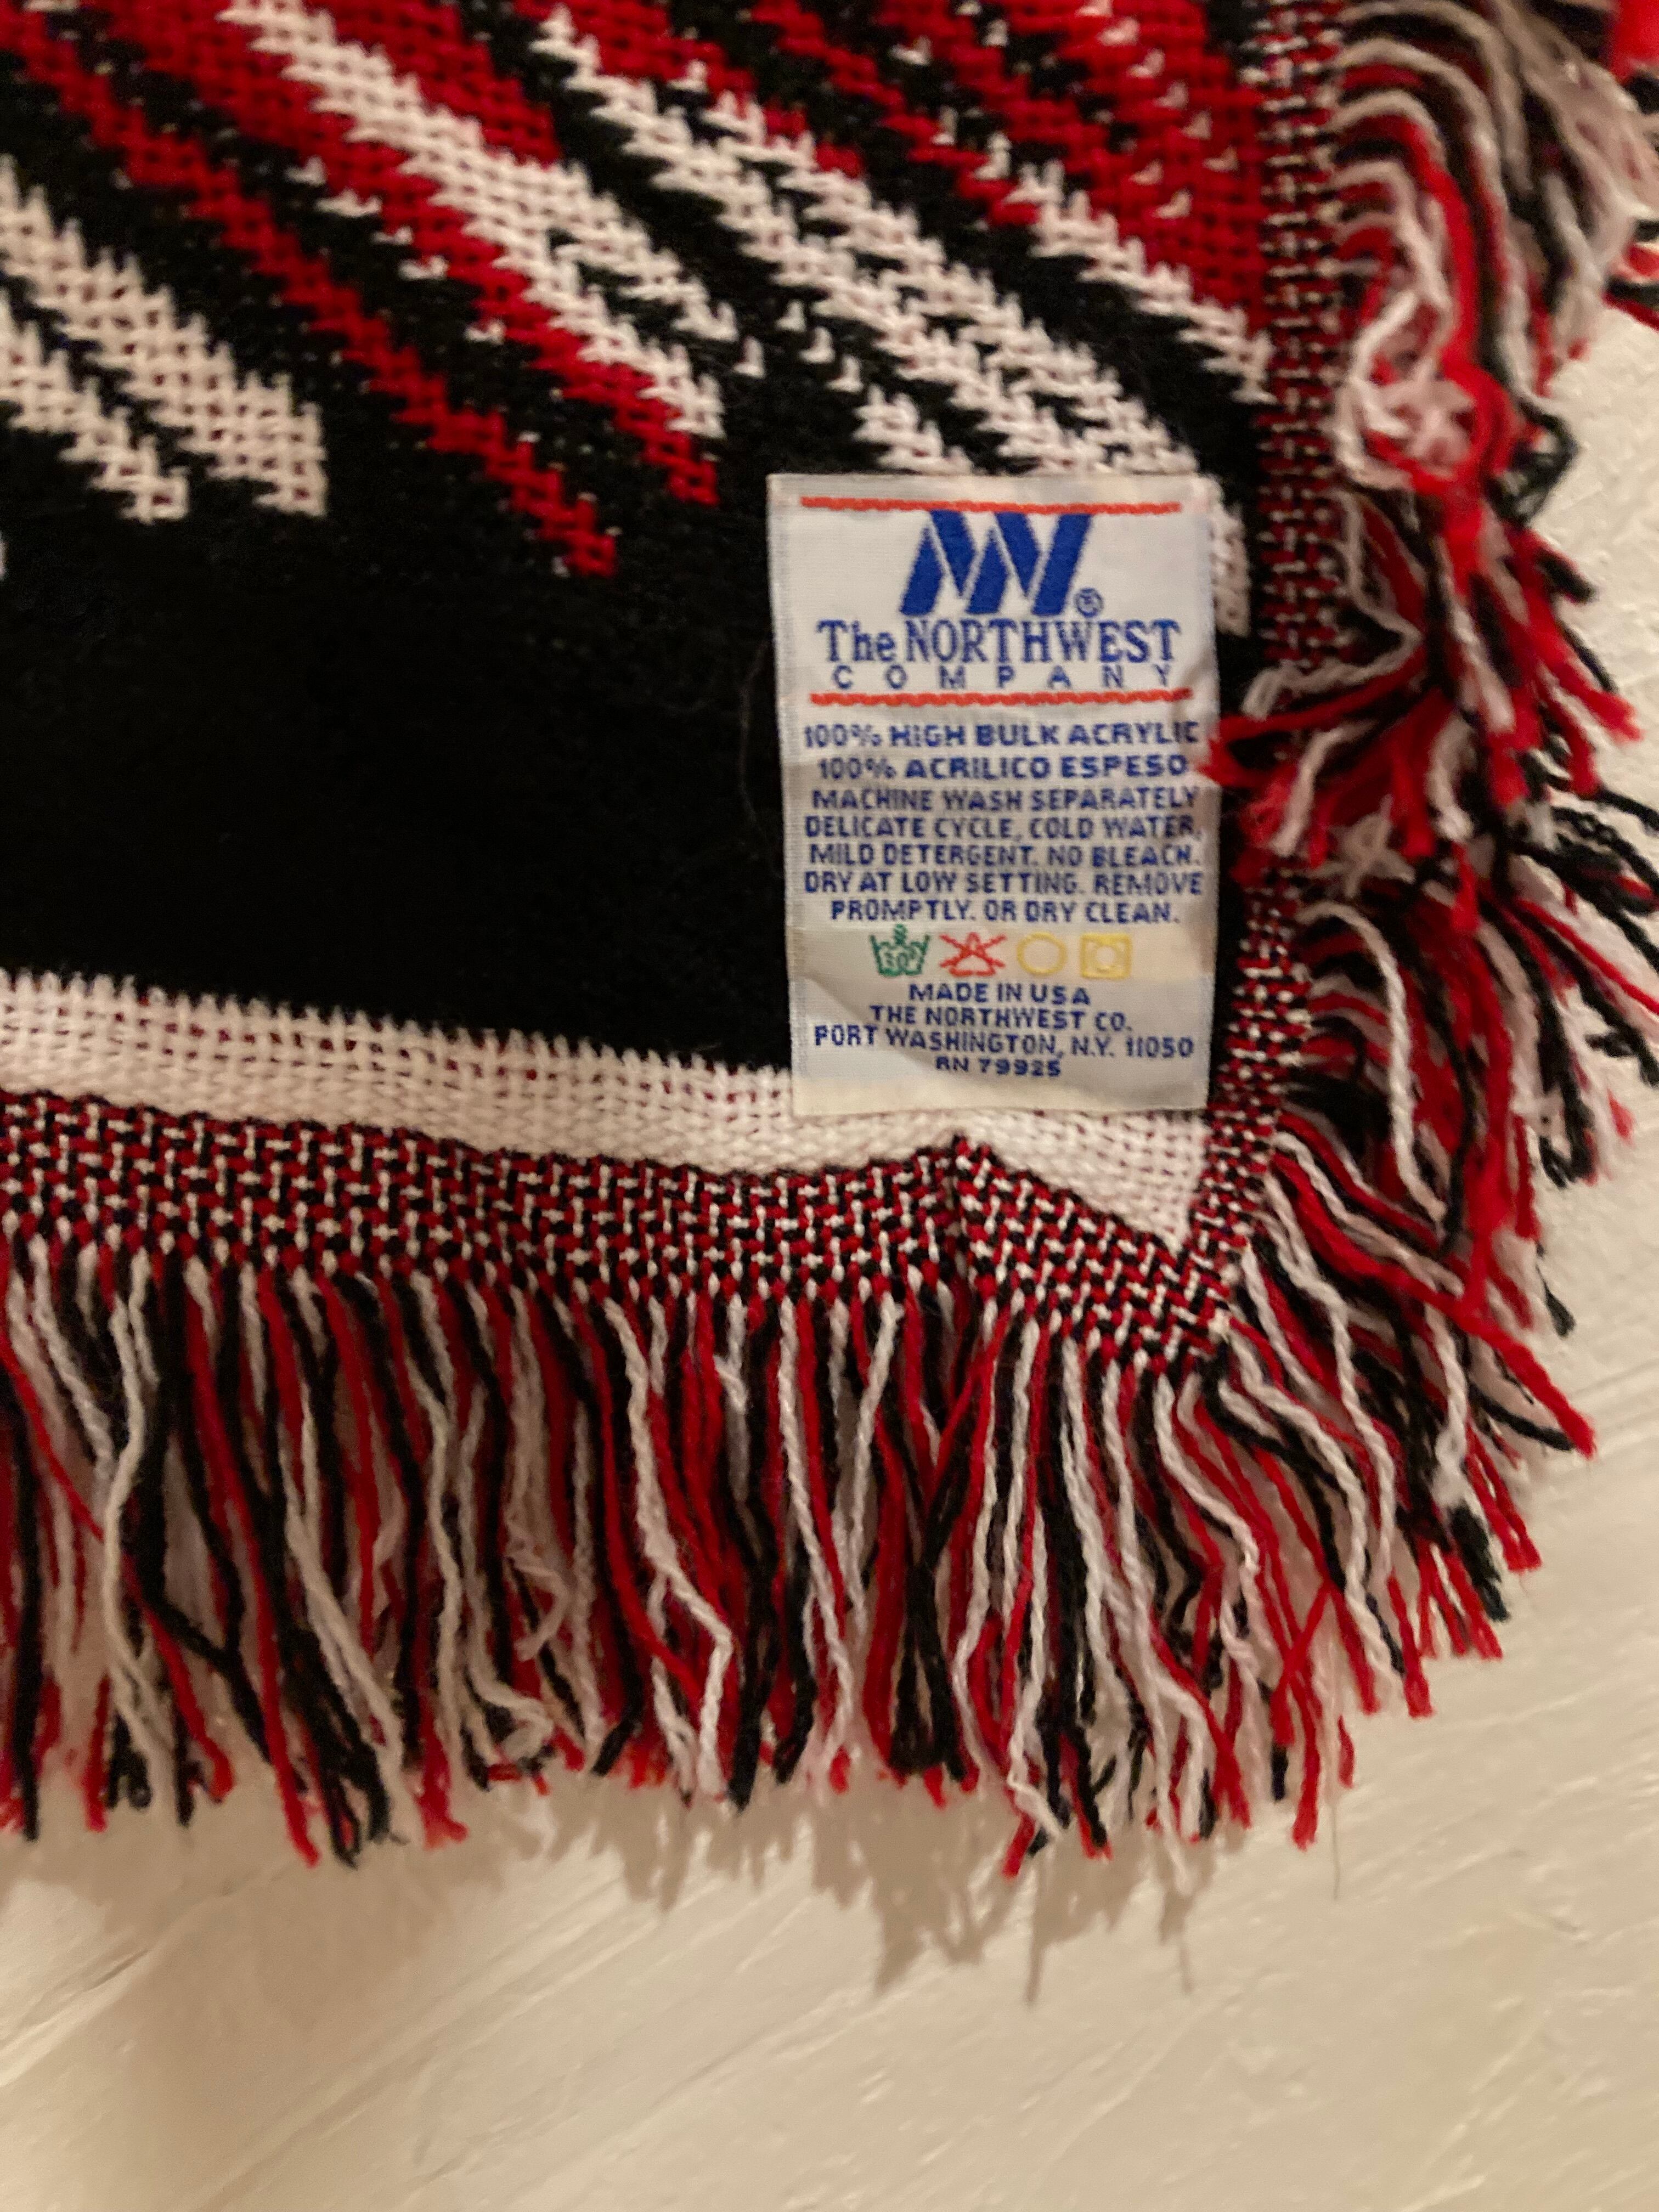 NW®
The NORTHWEST
COMPANY
100% HIGH BULK ACRYLIC
100% ACRILICO ESPESO
MACHINE WASH SEPARATELY
DELICATE CYCLE, COLD WATER,
MILD DETERGENT. NO BLEACH.
DRY AT LOW SETTING. REMOVE
PROMPTLY. OR DRY CLEAN.
30°
MADE IN USA
THE NORTHWEST CO.
PORT WASHINGTON, N.Y. 11050
RN 79925